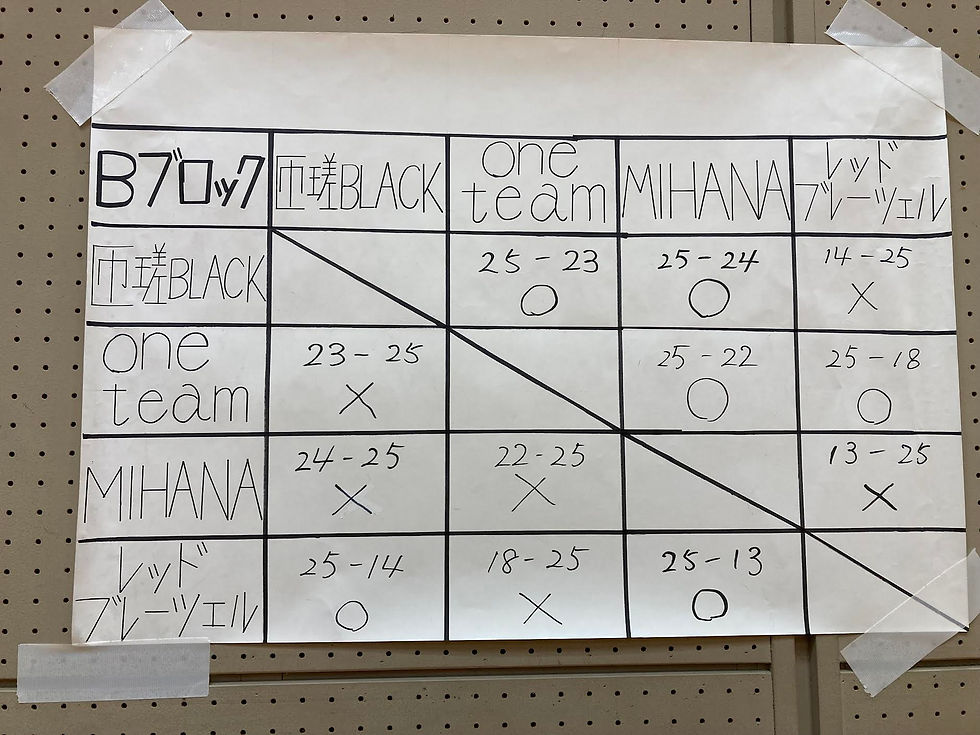 Bブロック 匝瑳BLACK one team MIHANA レッド ブレーツェル
匝瑳BLACK 25-23 25-24 14-25
○ ○ ×
one team 23-25 25-22 25-18
× ○ ○
MIHANA 24-25 22-25 13-25
× × ×
レッド ブレーツェル 25-14 18-25 25-13
○ × ○